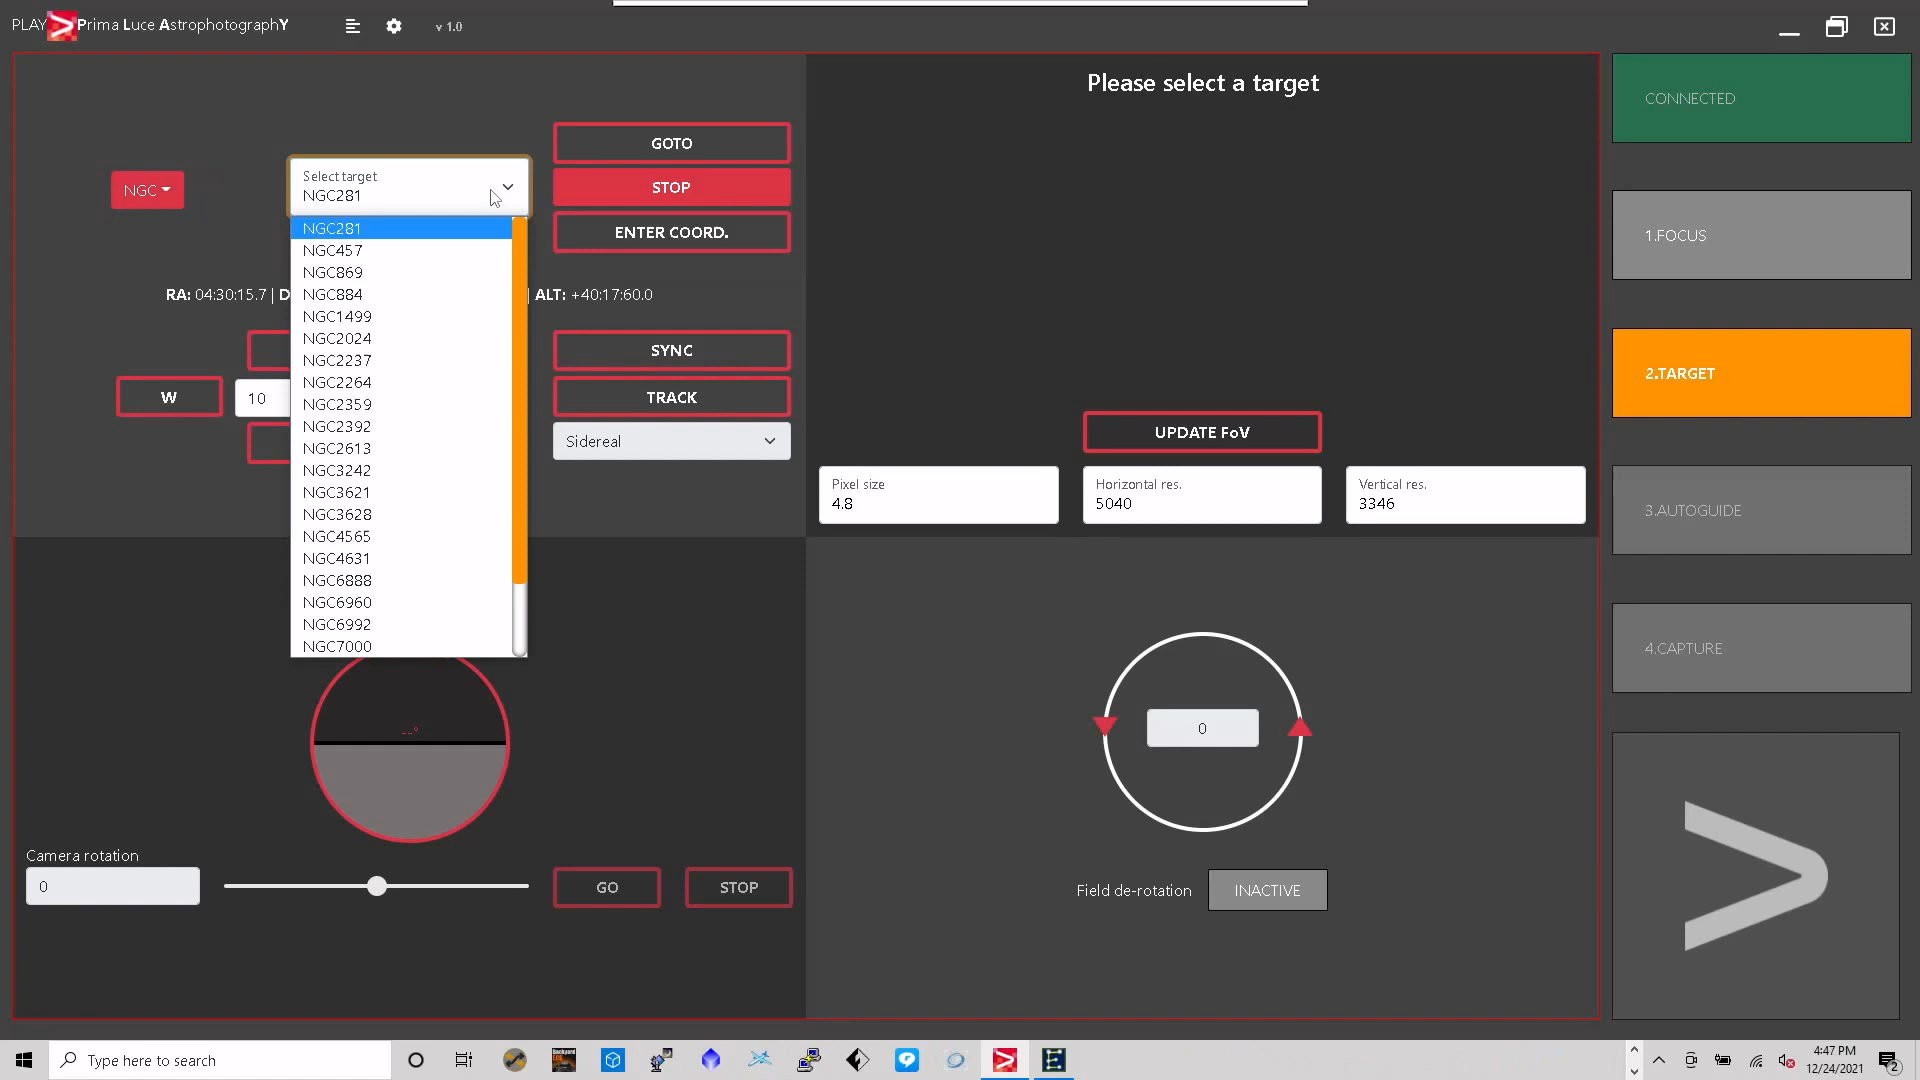 PLAY Prima Luce AstrophotographY
v 1.0
NGC
Select target
NGC281
NGC281
NGC457
NGC869
NGC884
NGC1499
NGC2024
NGC2237
NGC2264
NGC2359
NGC2392
NGC2613
NGC3242
NGC3621
NGC3628
NGC4565
NGC4631
NGC6888
NGC6960
NGC6992
NGC7000
GOTO
STOP
ENTER COORD.
RA: 04:30:15.7 | D
| ALT: +40:17:60.0
W
10
SYNC
TRACK
Sidereal
--°
Camera rotation
0
GO
STOP
Please select a target
UPDATE FoV
Pixel size
4.8
Horizontal res.
5040
Vertical res.
3346
0
Field de-rotation
INACTIVE
CONNECTED
1.FOCUS
2.TARGET
3.AUTOGUIDE
4.CAPTURE
Type here to search
4:47 PM
12/24/2021
2